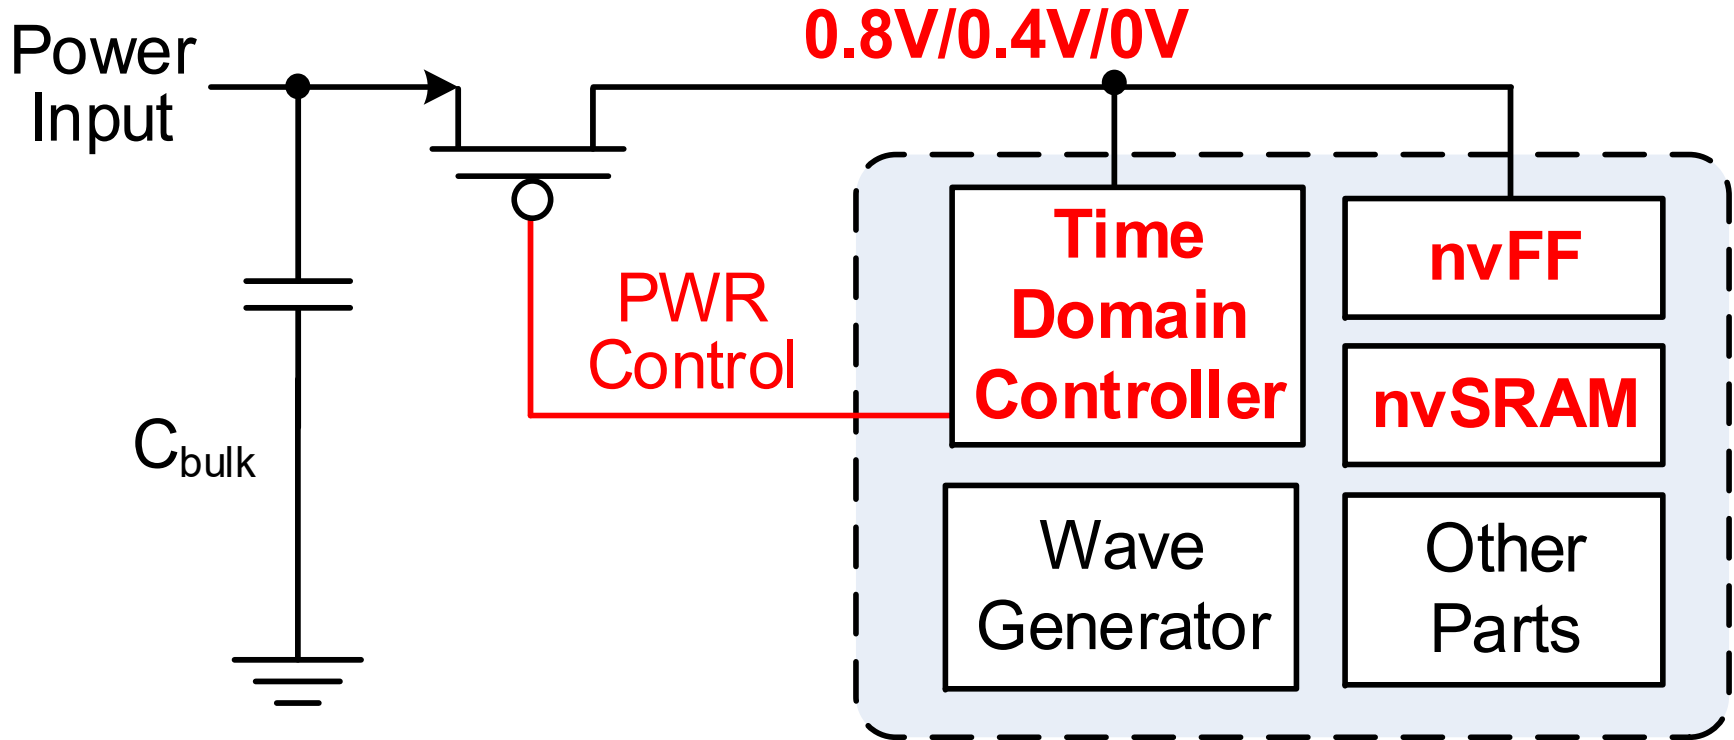 Power
Input
0.8V/0.4V/0V
PWR
Control
Cbulk
Time
Domain
Controller
nvFF
nvSRAM
Wave
Generator
Other
Parts